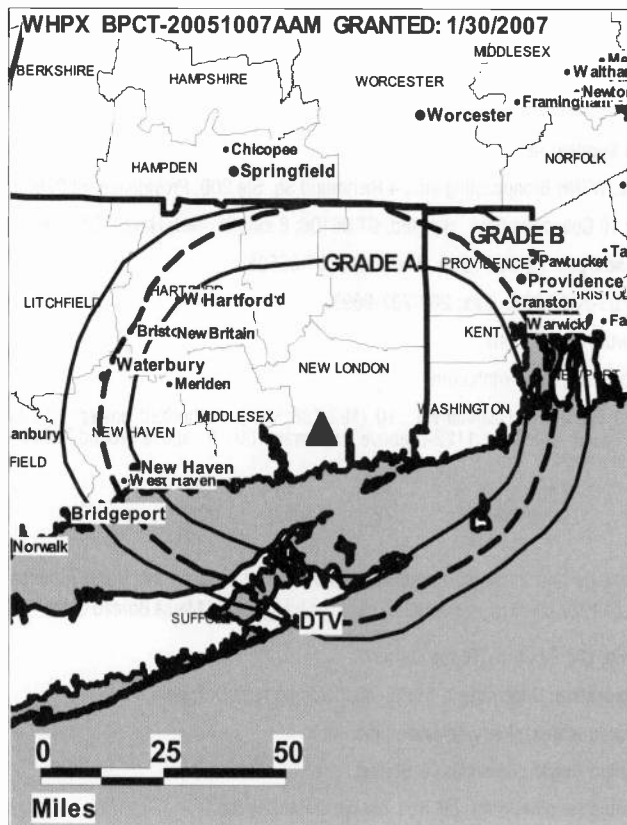 WHPX BPCT-20051007AAM GRANTED: 1/30/2007
MIDDLESEX
BERKSHIRE
HAMPSHIRE
WORCESTER
Waltham
Newton
Framingham
Worcester
Chicopee
HAMPDEN
Springfield
NORFOLK
GRADE B
GRADE A
PROVIDENCE
Pawtucket
Providence
LITCHFIELD
Hartford
Cranston
Warwick
KENT
New Britain
Waterbury
NEW LONDON
Meriden
MIDDLESEX
WASHINGTON
NEW HAVEN
New Haven
West Haven
Bridgeport
Norwalk
DTV
0 25 50
Miles